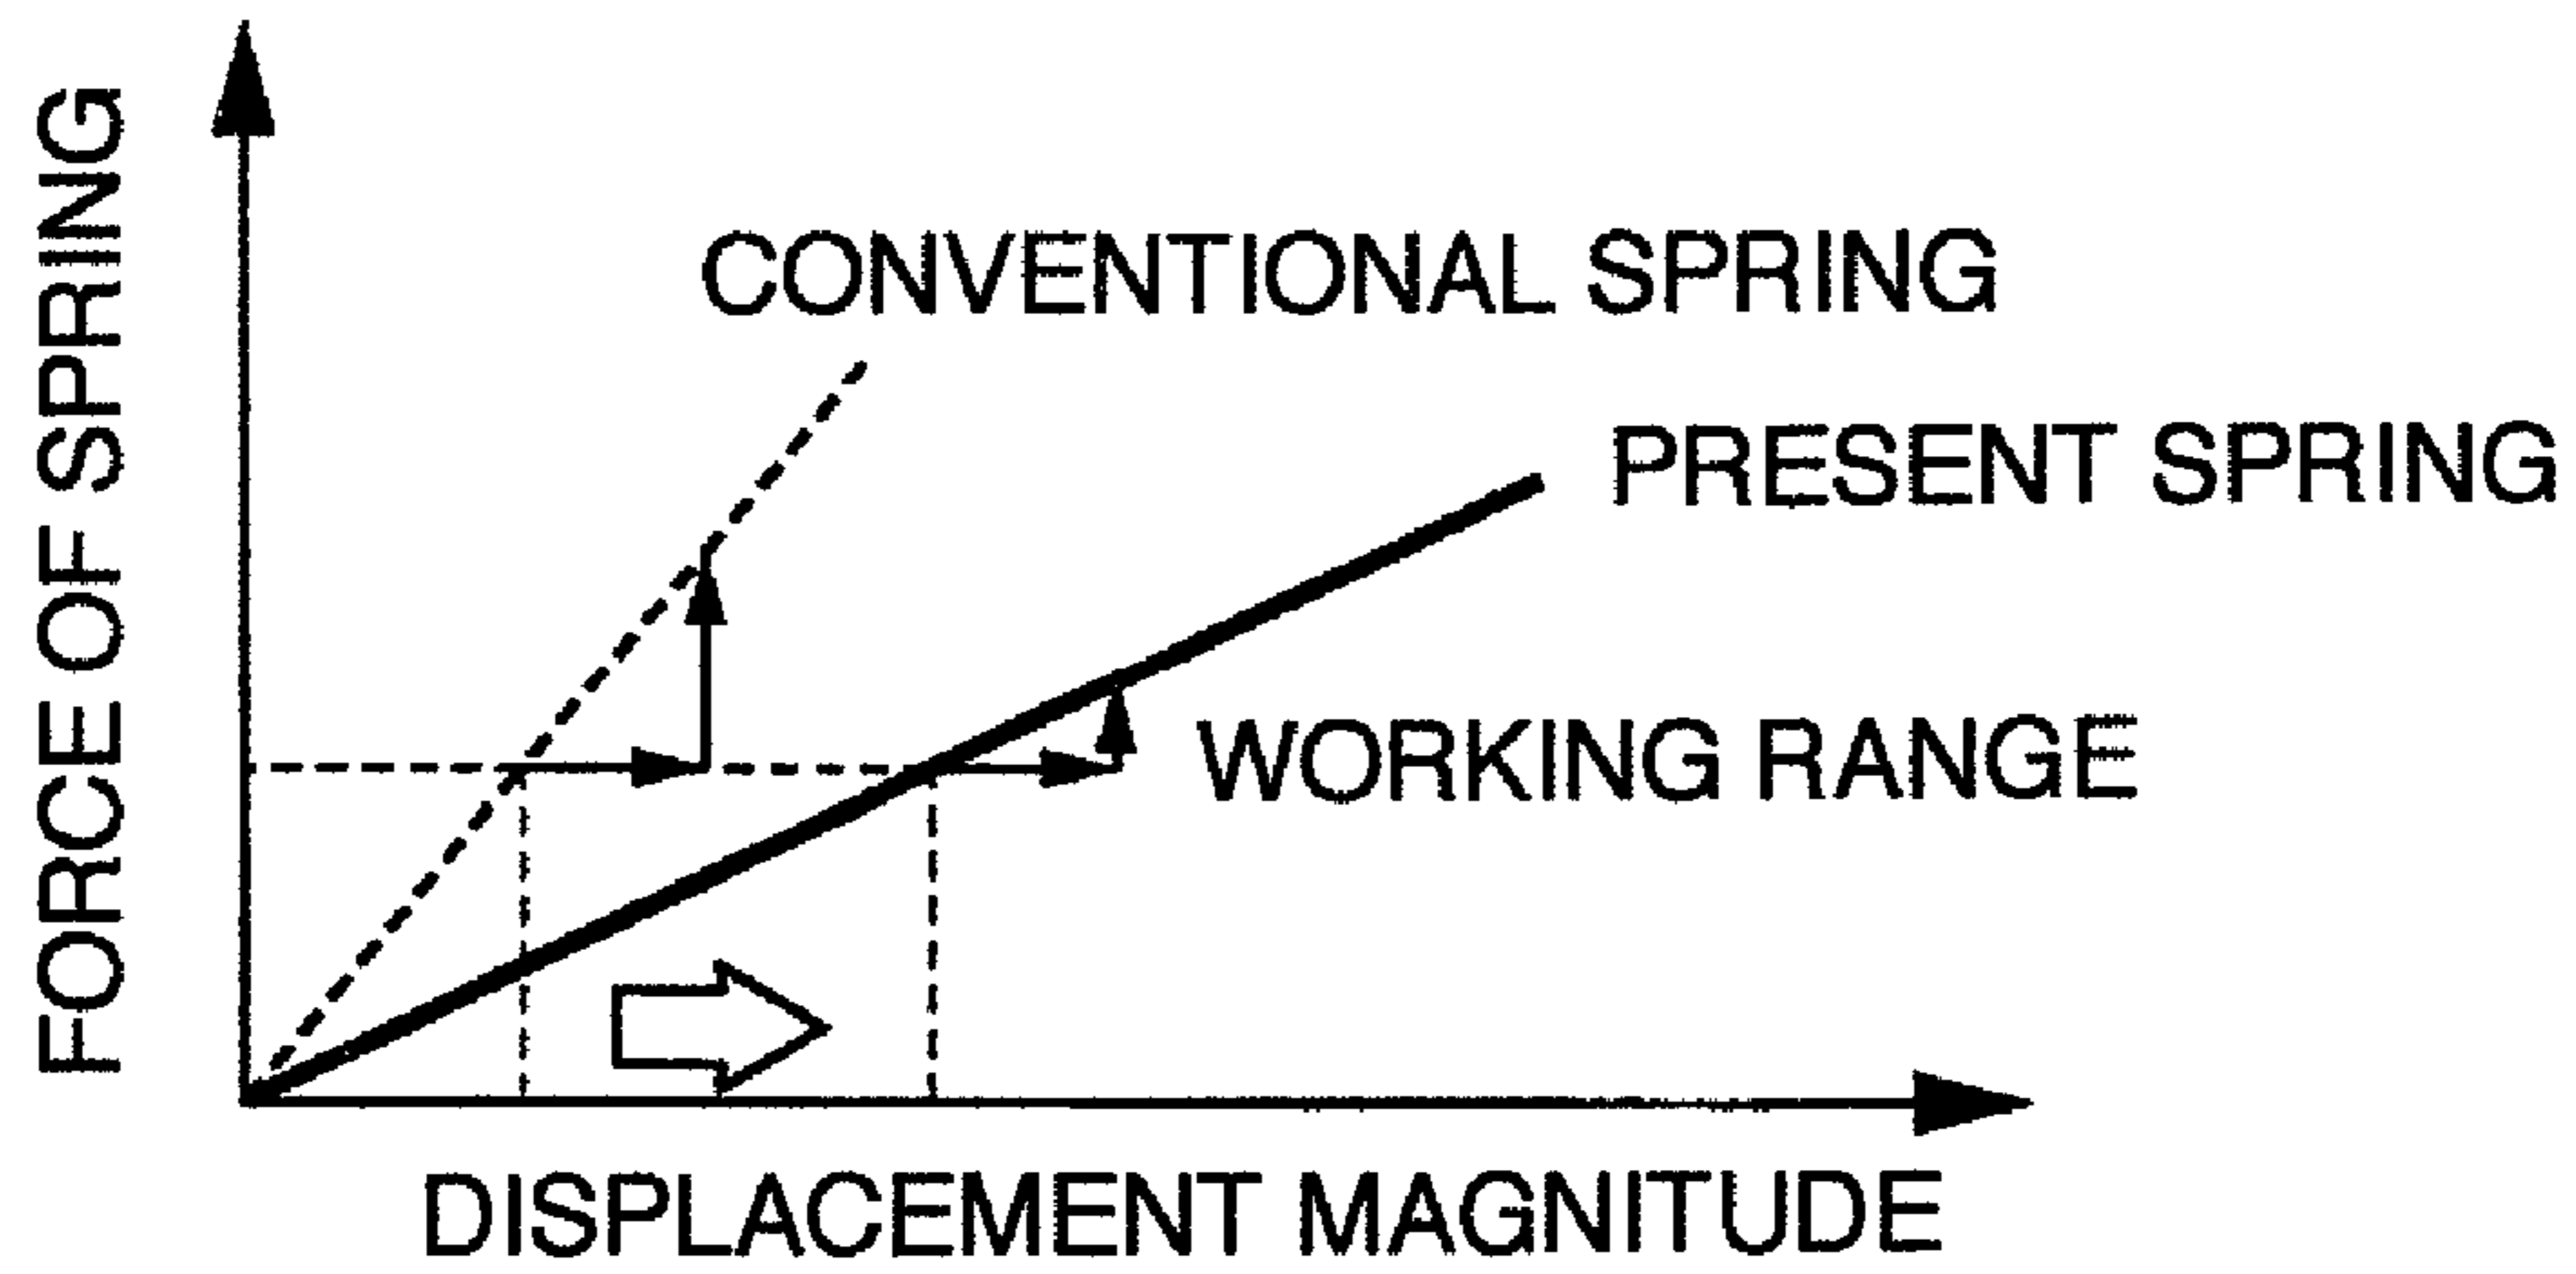 FORCE OF SPRING
CONVENTIONAL SPRING
PRESENT SPRING
WORKING RANGE
DISPLACEMENT MAGNITUDE